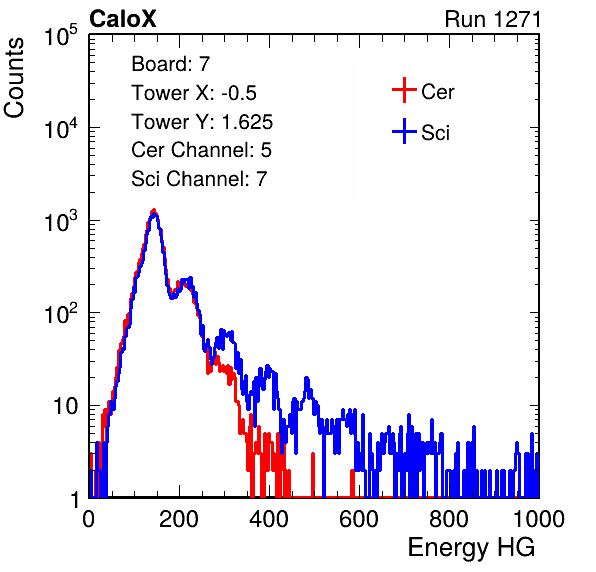 CaloX Run 1271
Counts
10^5
10^4
10^3
10^2
10
1
Board: 7
Tower X: -0.5
Tower Y: 1.625
Cer Channel: 5
Sci Channel: 7
Cer
Sci
0 200 400 600 800 1000
Energy HG